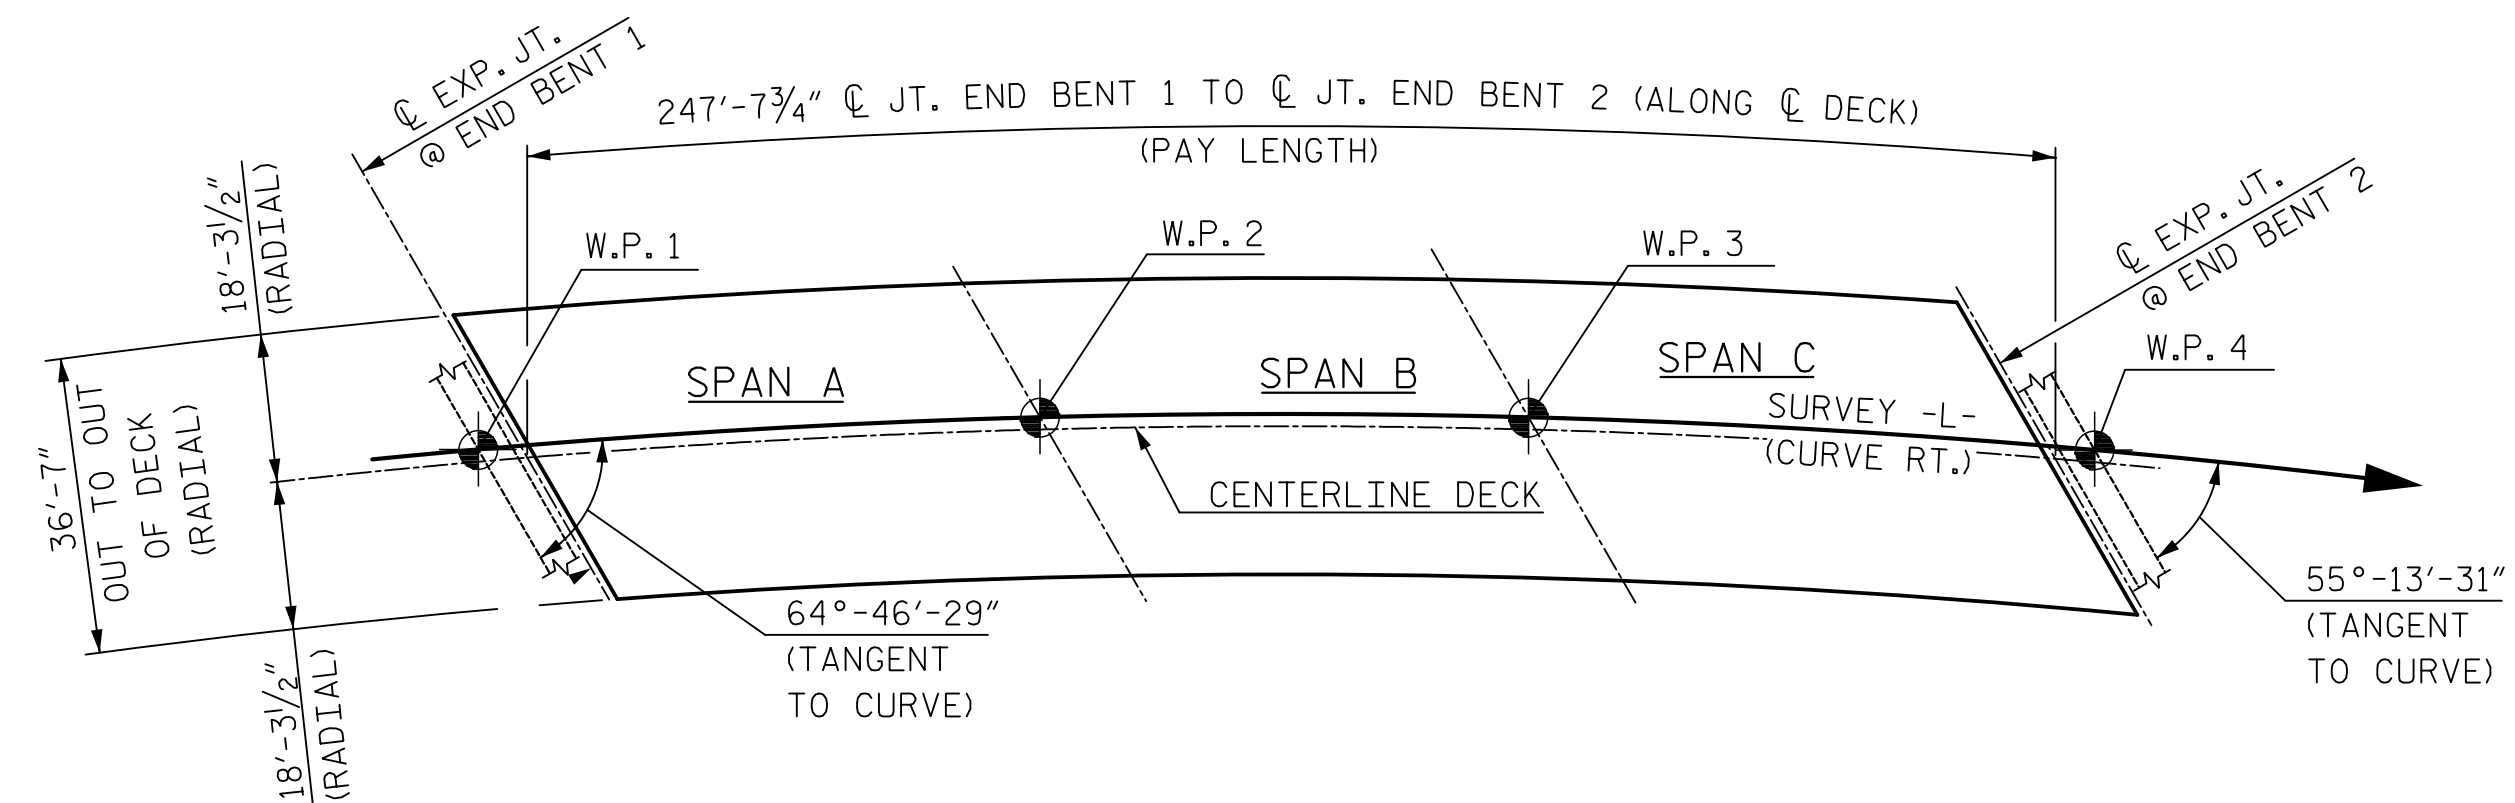 ℄ EXP. JT.
@ END BENT 1
247'-7¾" ℄ JT. END BENT 1 TO ℄ JT. END BENT 2 (ALONG ℄ DECK)
(PAY LENGTH)
℄ EXP. JT.
@ END BENT 2
18'-3½"
(RADIAL)
W.P. 1
W.P. 2
W.P. 3
W.P. 4
SPAN A
SPAN B
SPAN C
SURVEY -L-
(CURVE RT.)
36'-7"
OUT TO OUT
OF DECK
(RADIAL)
CENTERLINE DECK
64°-46'-29"
(TANGENT
TO CURVE)
55°-13'-31"
(TANGENT
TO CURVE)
18'-3½"
(RADIAL)